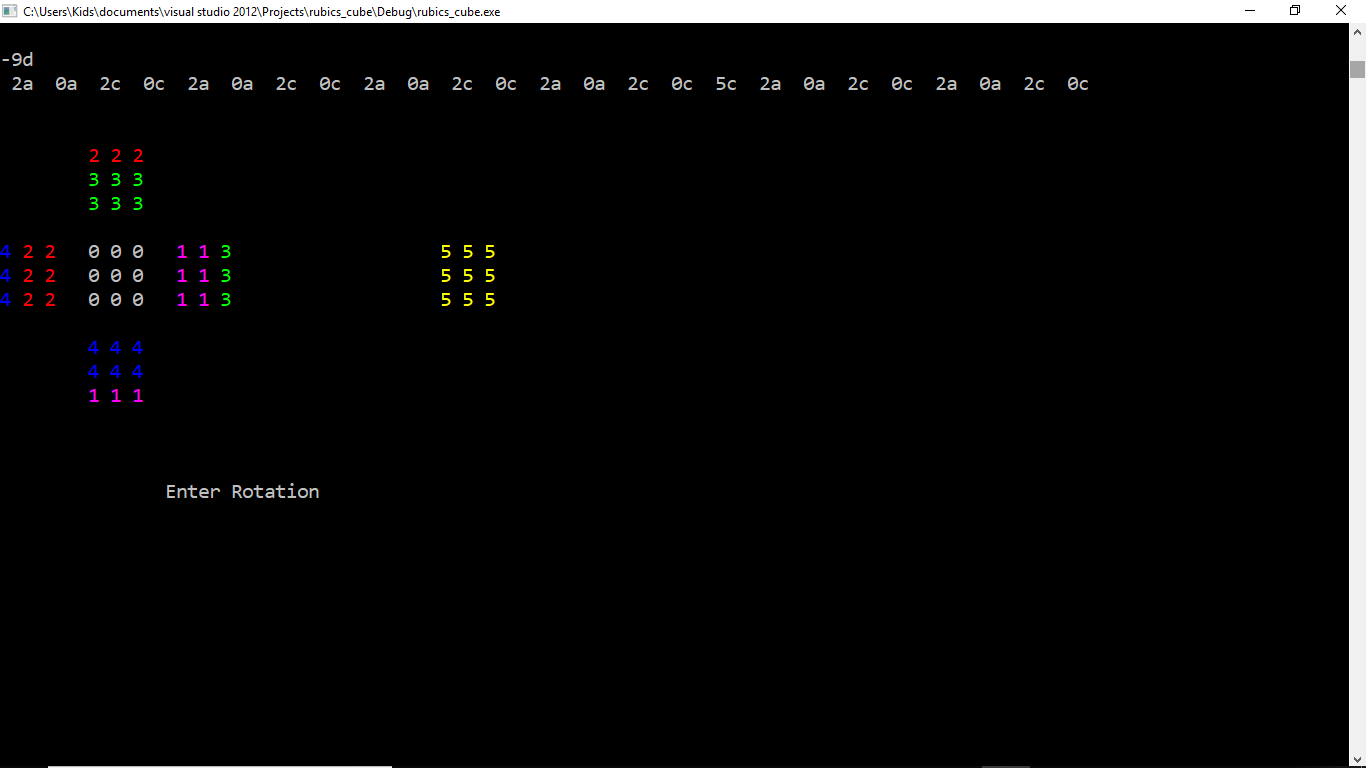 C:\Users\Kids\documents\visual studio 2012\Projects\rubics_cube\Debug\rubics_cube.exe
-9d
2a 0a 2c 0c 2a 0a 2c 0c 2a 0a 2c 0c 2a 0a 2c 0c 5c 2a 0a 2c 0c 2a 0a 2c 0c
2 2 2
3 3 3
3 3 3
4 2 2 0 0 0 1 1 3 5 5 5
4 2 2 0 0 0 1 1 3 5 5 5
4 2 2 0 0 0 1 1 3 5 5 5
4 4 4
4 4 4
1 1 1
Enter Rotation